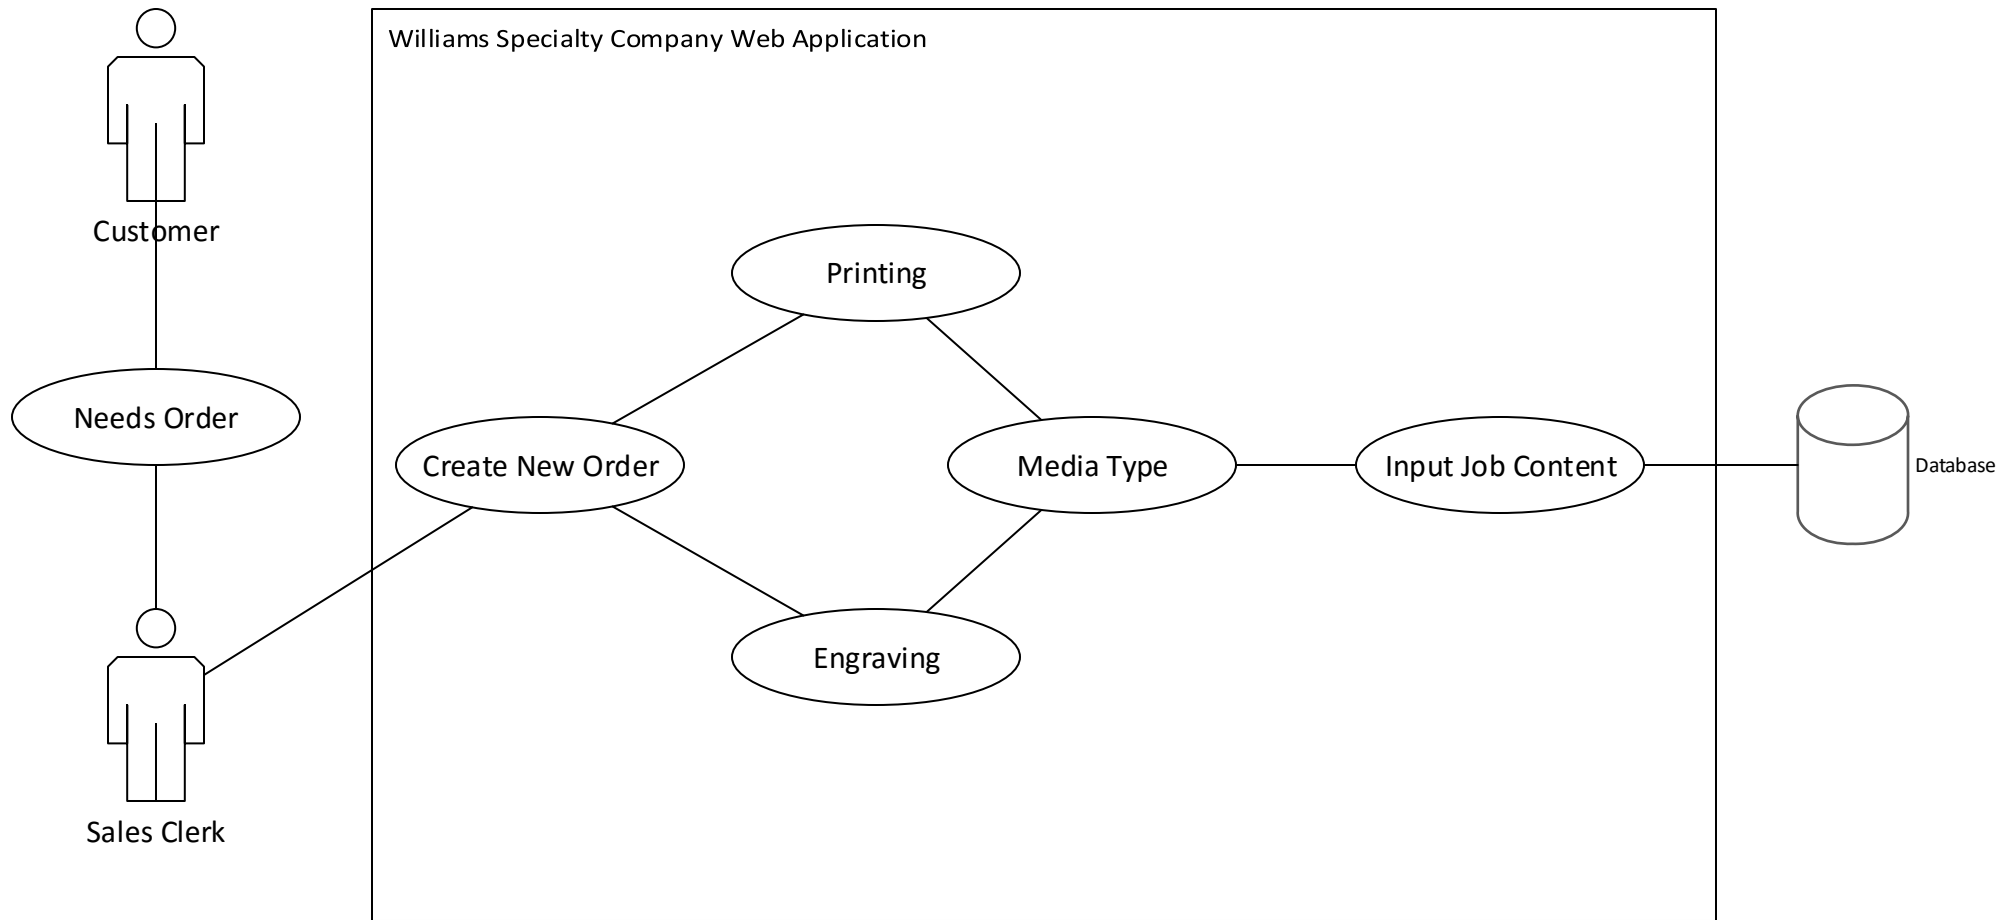 Williams Specialty Company Web Application
Customer
Printing
Needs Order
Create New Order
Media Type
Input Job Content
Database
Engraving
Sales Clerk